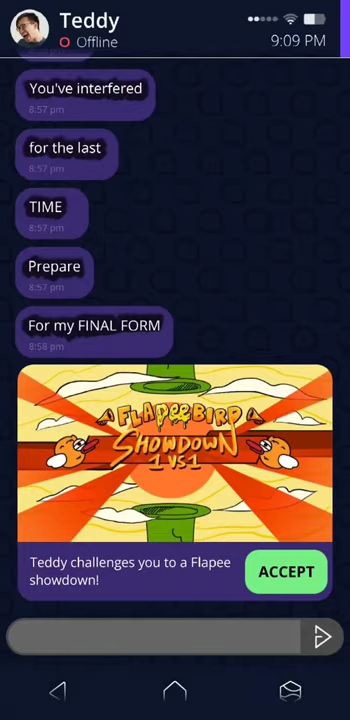 Teddy
Offline
9:09 PM
You've interfered
8:57 pm
for the last
8:57 pm
TIME
8:57 pm
Prepare
8:57 pm
For my FINAL FORM
8:58 pm
FLAPEE BIRD
SHOWDOWN
1 VS 1
Teddy challenges you to a Flapee
showdown!
ACCEPT